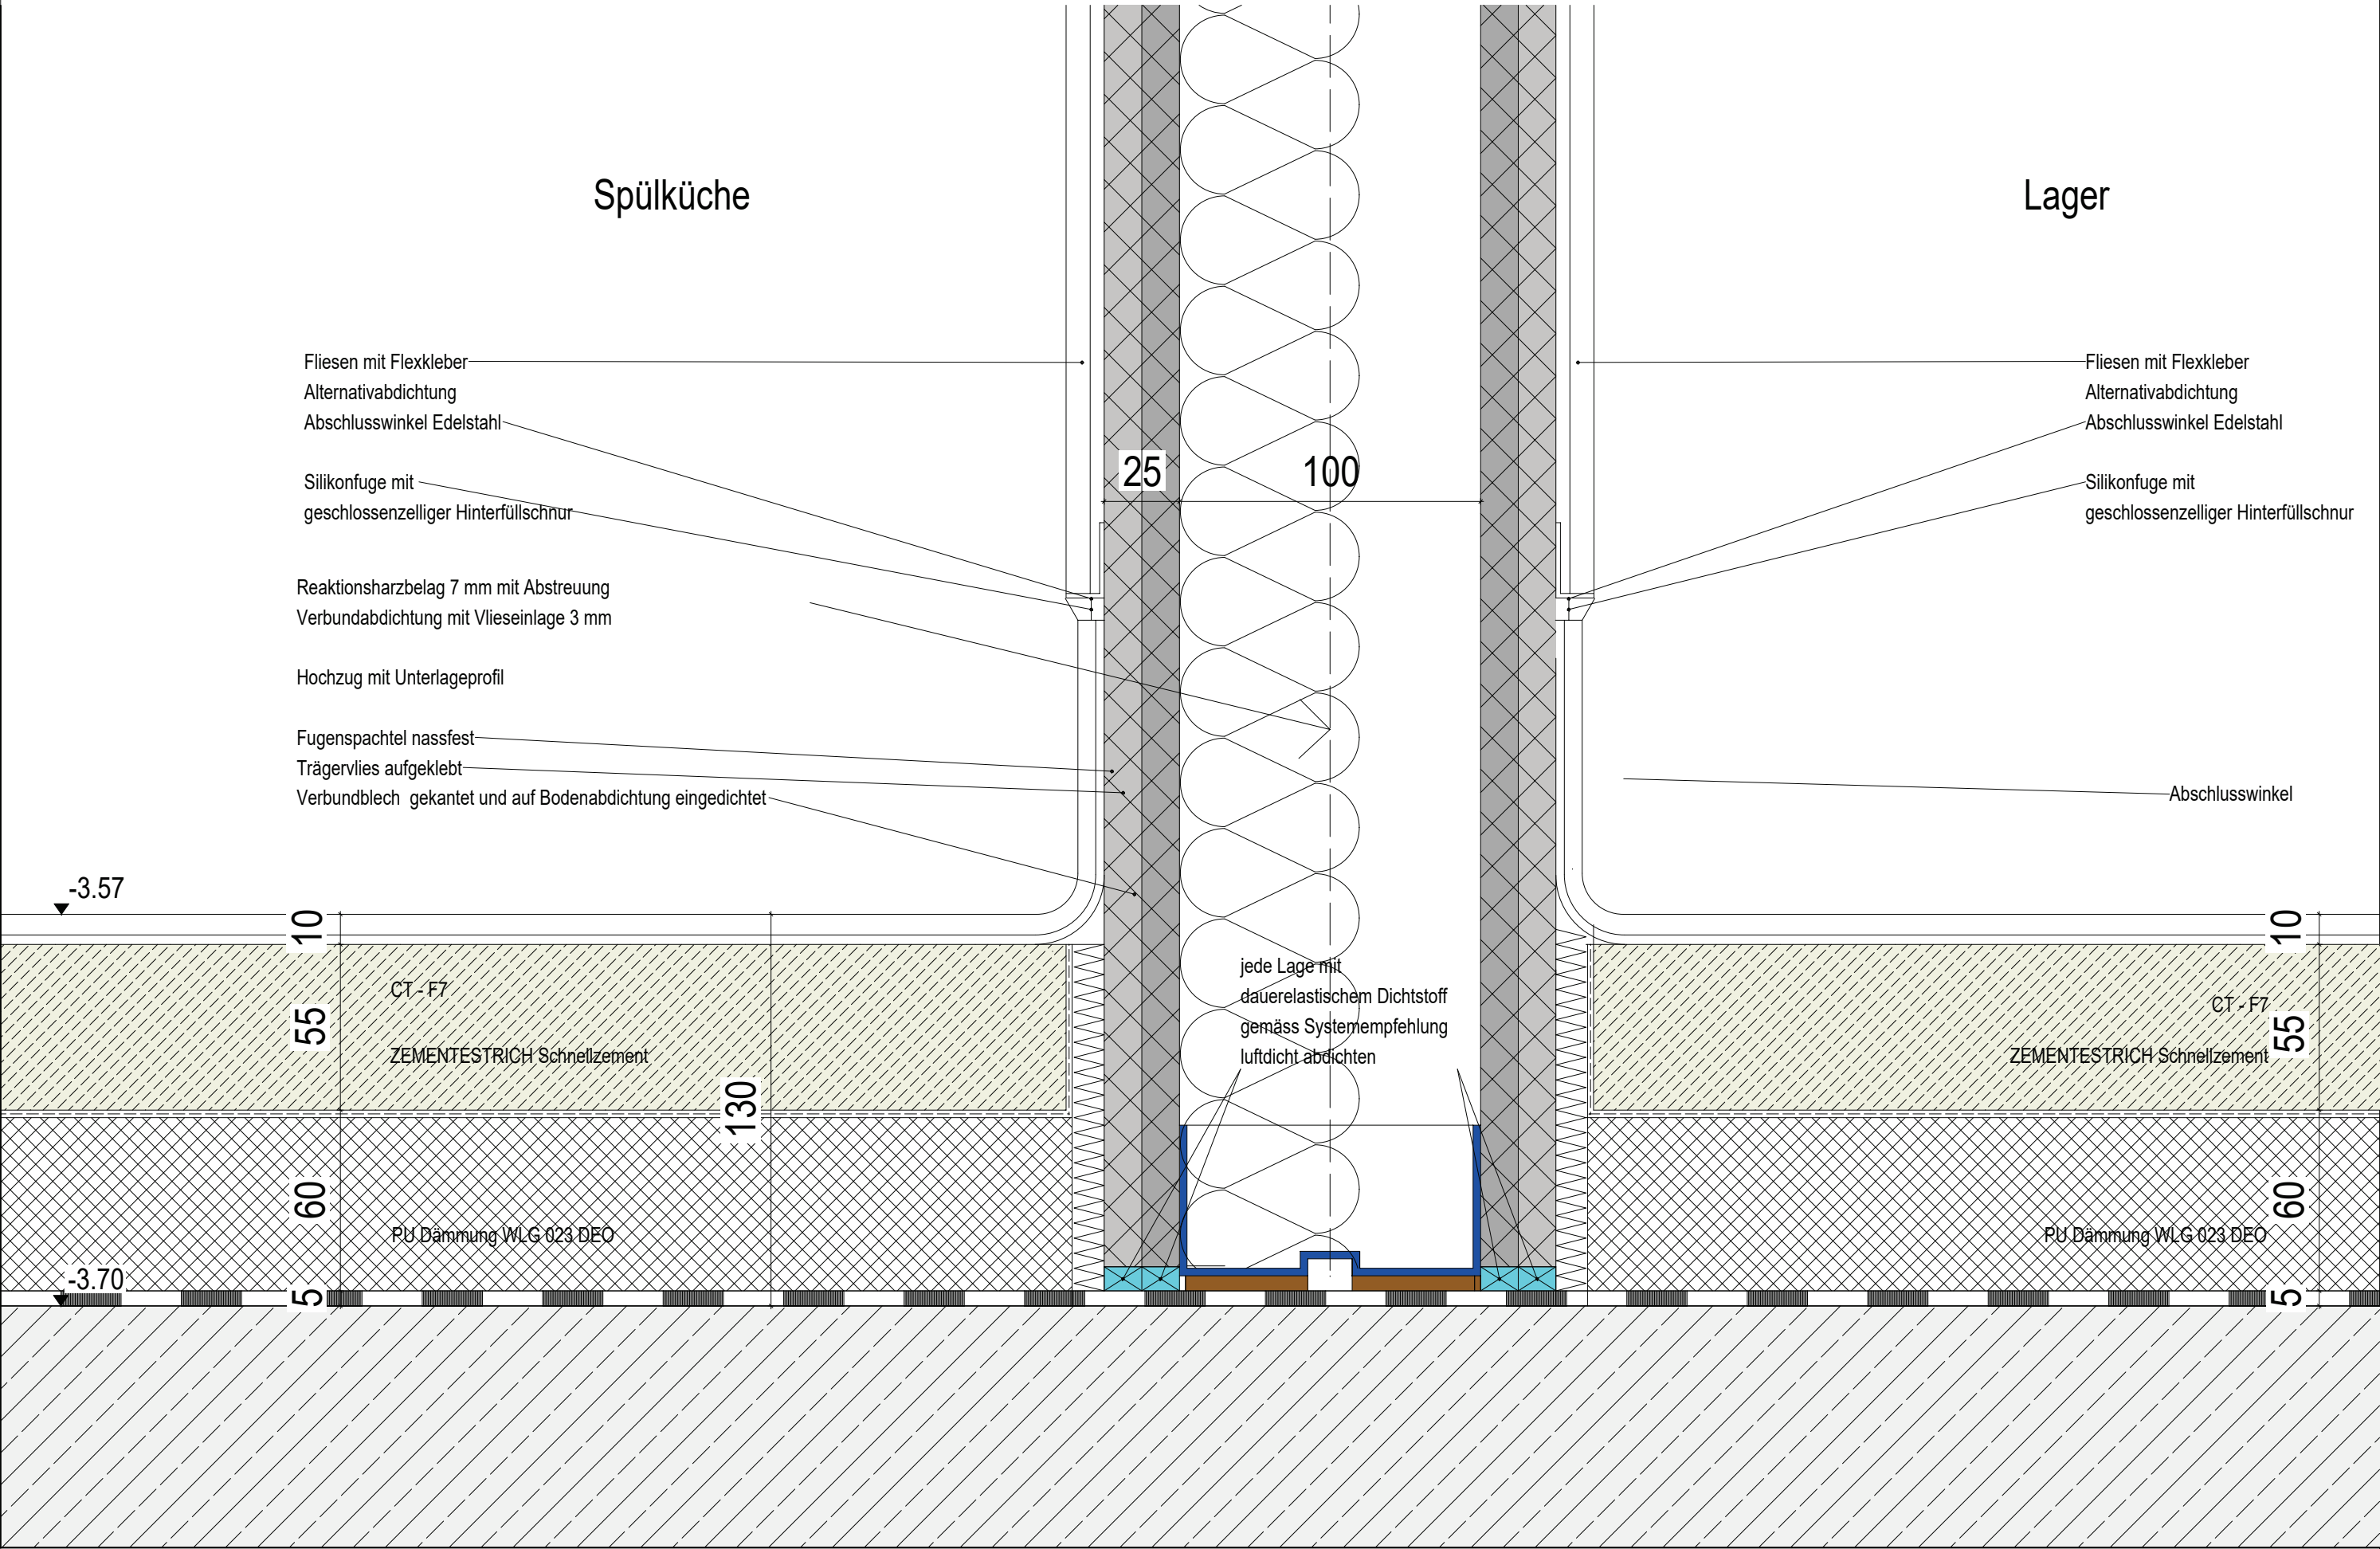 Spülküche
Lager
Fliesen mit Flexkleber
Alternativabdichtung
Abschlusswinkel Edelstahl
Silikonfuge mit
geschlossenzelliger Hinterfüllschnur
Reaktionsharzbelag 7 mm mit Abstreuung
Verbundabdichtung mit Vlieseinlage 3 mm
Hochzug mit Unterlageprofil
Fugenspachtel nassfest
Trägervlies aufgeklebt
Verbundblech gekantet und auf Bodenabdichtung eingedichtet
25
100
Fliesen mit Flexkleber
Alternativabdichtung
Abschlusswinkel Edelstahl
Silikonfuge mit
geschlossenzelliger Hinterfüllschnur
Abschlusswinkel
-3.57
10
55
60
5
130
CT - F7
ZEMENTESTRICH Schnellzement
PU Dämmung WLG 023 DEO
-3.70
jede Lage mit
dauerelastischem Dichtstoff
gemäss Systemempfehlung
luftdicht abdichten
CT - F7
ZEMENTESTRICH Schnellzement
PU Dämmung WLG 023 DEO
10
55
60
5